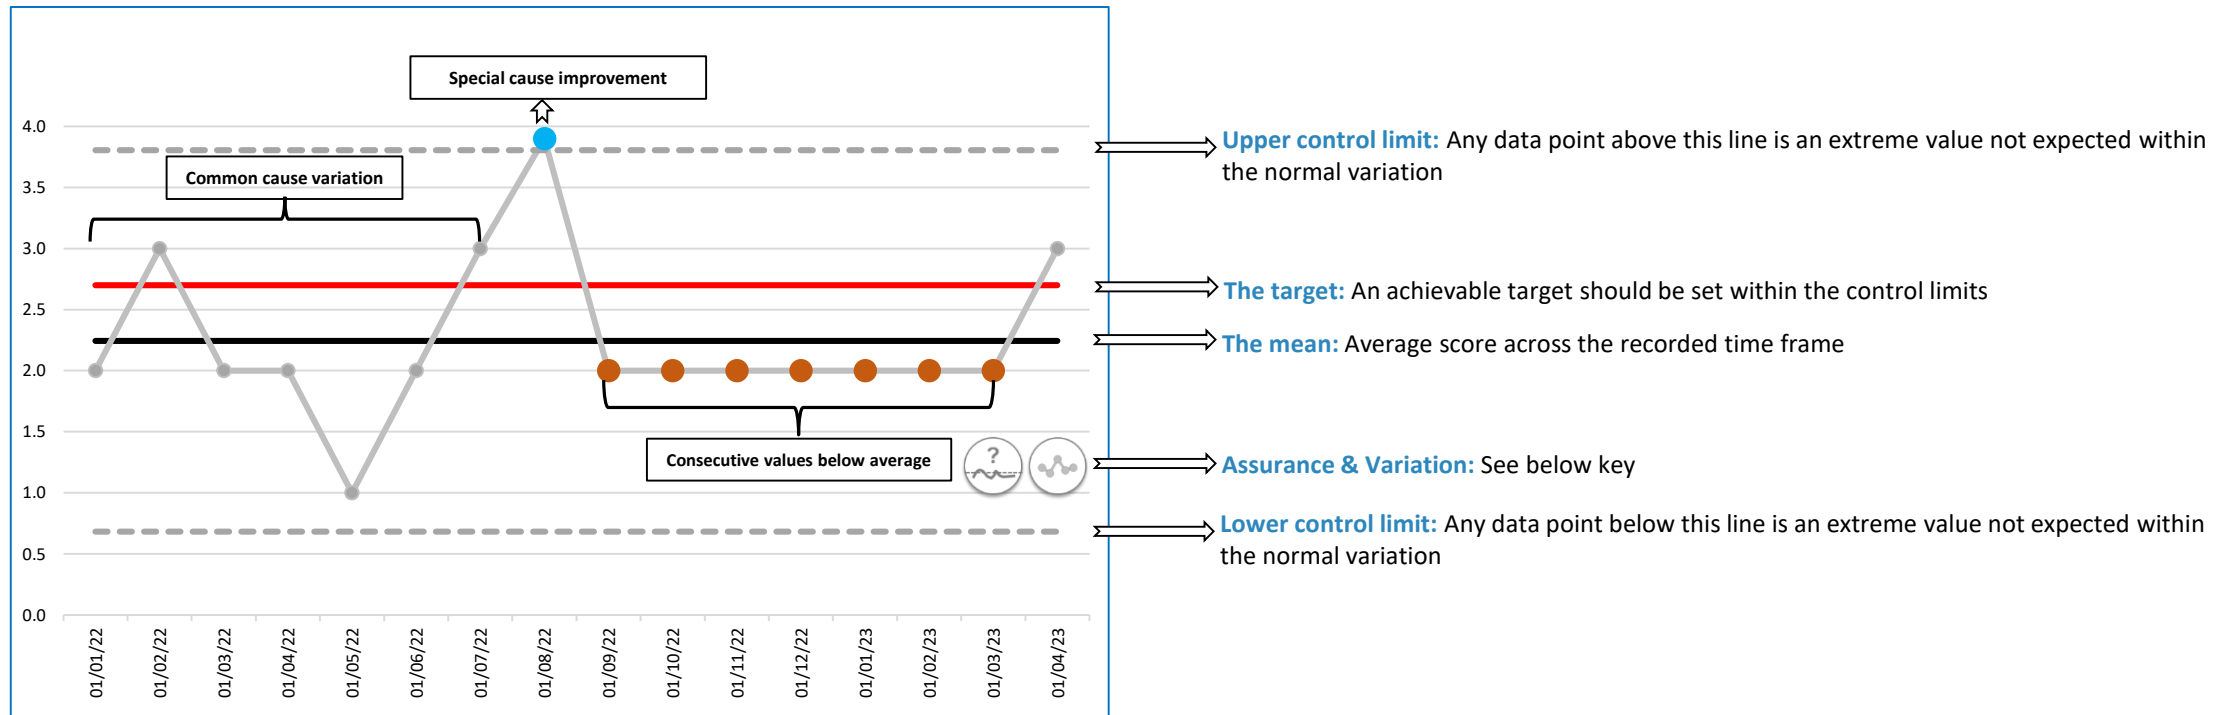 Special cause improvement
Common cause variation
4.0
3.5
3.0
2.5
2.0
1.5
1.0
0.5
0.0
Consecutive values below average
?
01/01/22
01/02/22
01/03/22
01/04/22
01/05/22
01/06/22
01/07/22
01/08/22
01/09/22
01/10/22
01/11/22
01/12/22
01/01/23
01/02/23
01/03/23
01/04/23
Upper control limit: Any data point above this line is an extreme value not expected within
the normal variation
The target: An achievable target should be set within the control limits
The mean: Average score across the recorded time frame
Assurance & Variation: See below key
Lower control limit: Any data point below this line is an extreme value not expected within
the normal variation